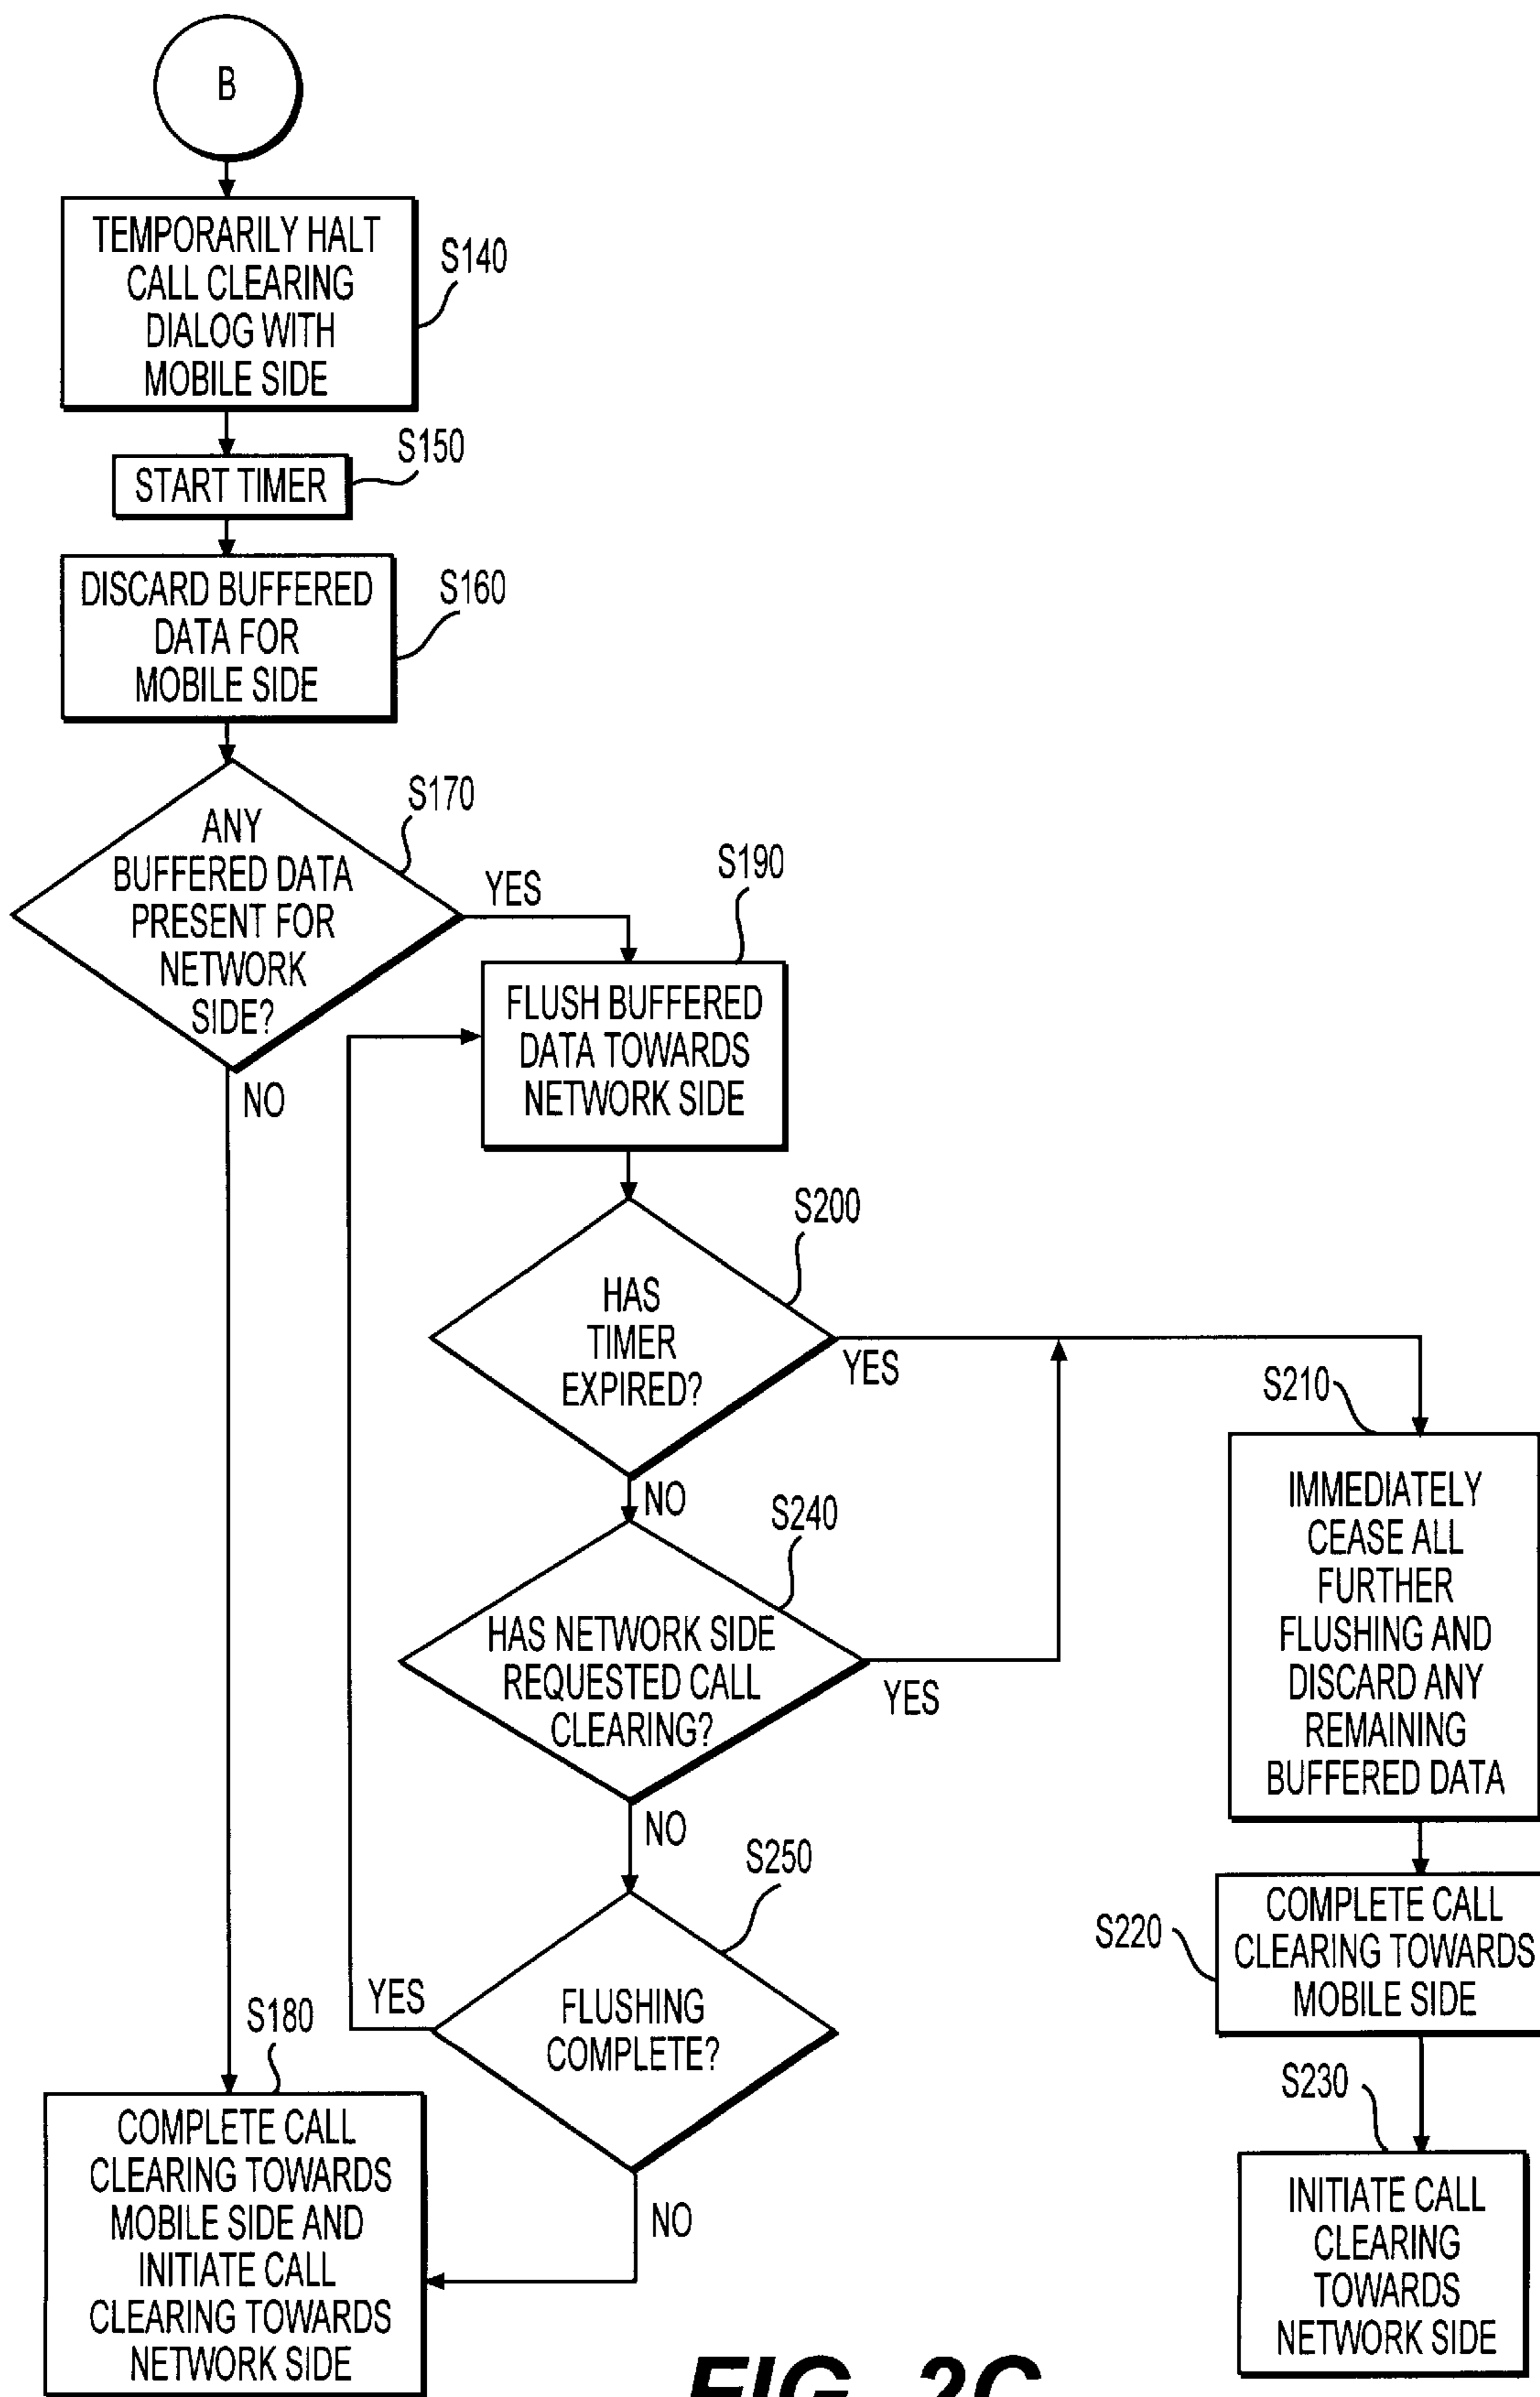 B
TEMPORARILY HALT
CALL CLEARING
DIALOG WITH
MOBILE SIDE
S140
START TIMER
S150
DISCARD BUFFERED
DATA FOR
MOBILE SIDE
S160
ANY
BUFFERED DATA
PRESENT FOR
NETWORK
SIDE?
S170
YES
NO
S190
FLUSH BUFFERED
DATA TOWARDS
NETWORK SIDE
S200
HAS
TIMER
EXPIRED?
YES
NO
S210
IMMEDIATELY
CEASE ALL
FURTHER
FLUSHING AND
DISCARD ANY
REMAINING
BUFFERED DATA
S240
HAS NETWORK SIDE
REQUESTED CALL
CLEARING?
YES
NO
S250
FLUSHING
COMPLETE?
YES
NO
S220
COMPLETE CALL
CLEARING TOWARDS
MOBILE SIDE
S180
COMPLETE CALL
CLEARING TOWARDS
MOBILE SIDE AND
INITIATE CALL
CLEARING TOWARDS
NETWORK SIDE
S230
INITIATE CALL
CLEARING
TOWARDS
NETWORK SIDE
FIG. 2C